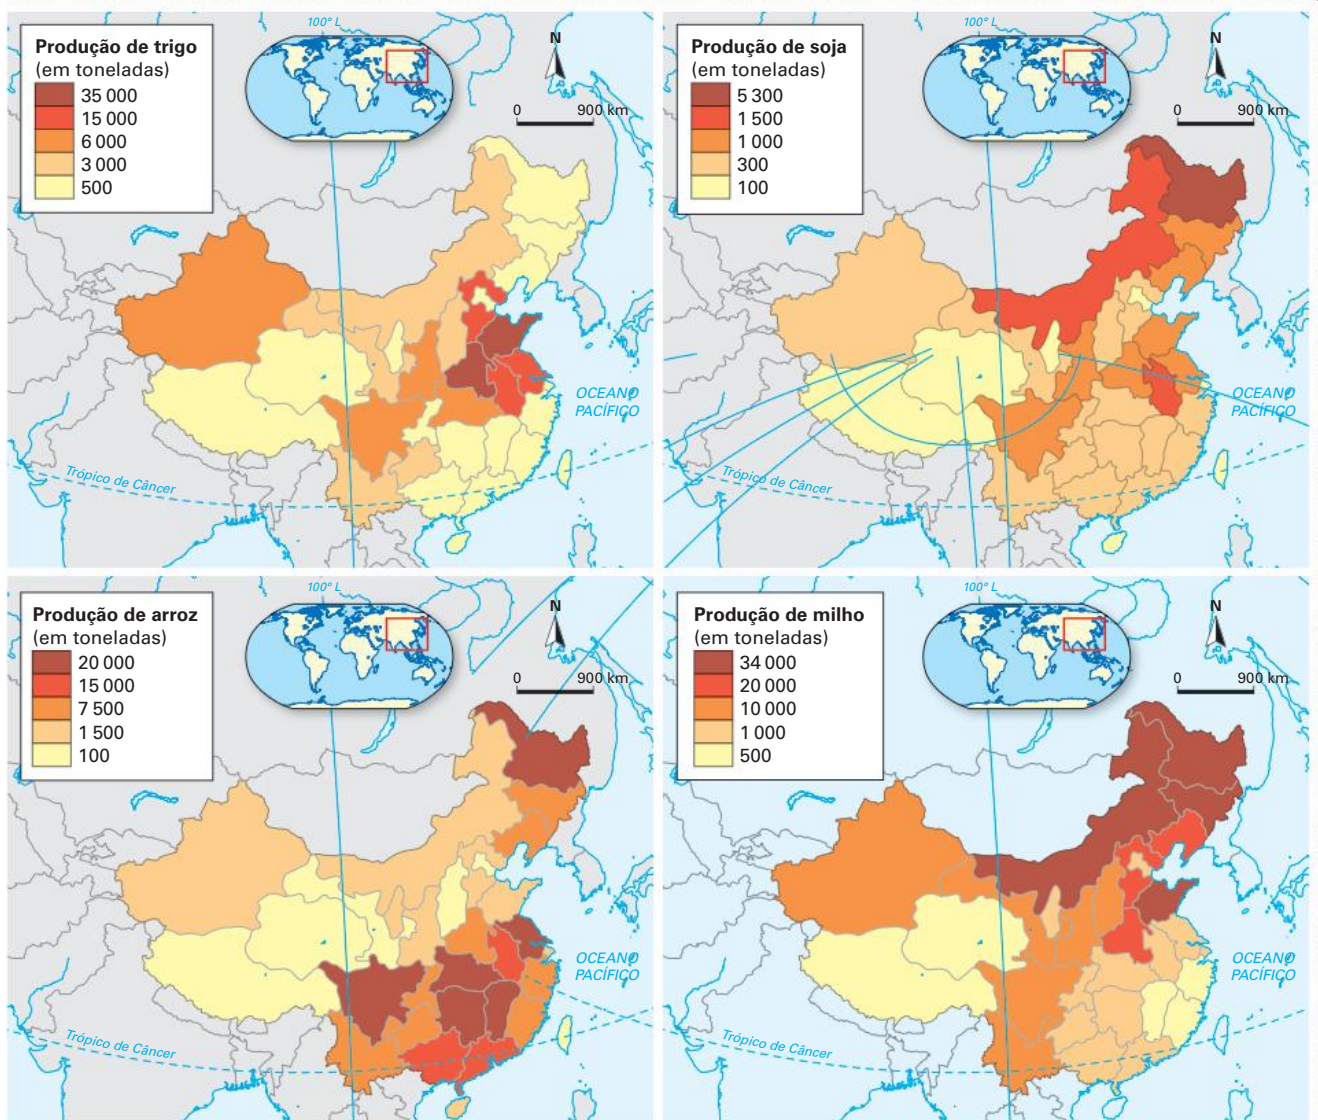 Produção de trigo
(em toneladas)
35 000
15 000
6 000
3 000
500
100° L
N
0 900 km
OCEANO
PACÍFICO
Trópico de Câncer
Produção de soja
(em toneladas)
5 300
1 500
1 000
300
100
100° L
N
0 900 km
OCEANO
PACÍFICO
Trópico de Câncer
Produção de arroz
(em toneladas)
20 000
15 000
7 500
1 500
100
100° L
N
0 900 km
OCEANO
PACÍFICO
Trópico de Câncer
Produção de milho
(em toneladas)
34 000
20 000
10 000
1 000
500
100° L
N
0 900 km
OCEANO
PACÍFICO
Trópico de Câncer